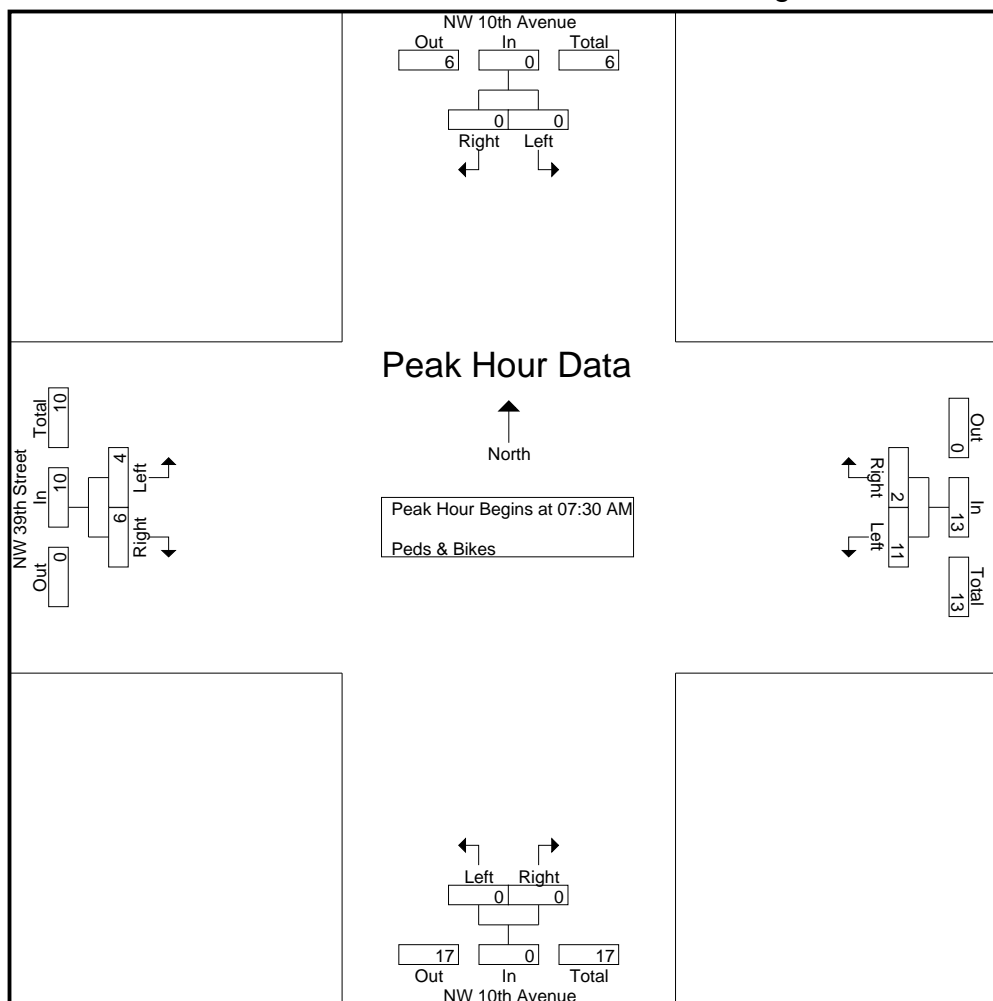 NW 10th Avenue
Out In Total
6 0 6
0 0
Right Left
Peak Hour Data
North
Peak Hour Begins at 07:30 AM
Peds & Bikes
NW 39th Street
Out In Total
0 10 10
Left Right
4 6
Out In Total
0 13 13
Right Left
2 11
Left Right
0 0
17 0 17
Out In Total
NW 10th Avenue